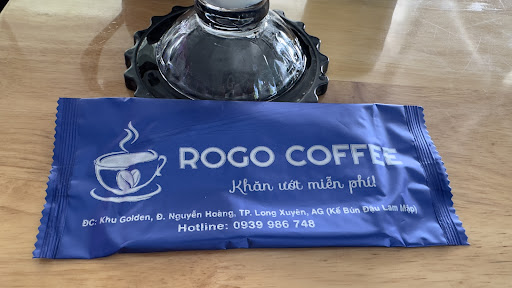 ROGO COFFEE
Khăn ướt miễn phí!
ĐC: Khu Golden, Đ. Nguyễn Hoàng, TP. Long Xuyên, AG (Kế Bún Đậu Làm Mập)
Hotline: 0939 986 748